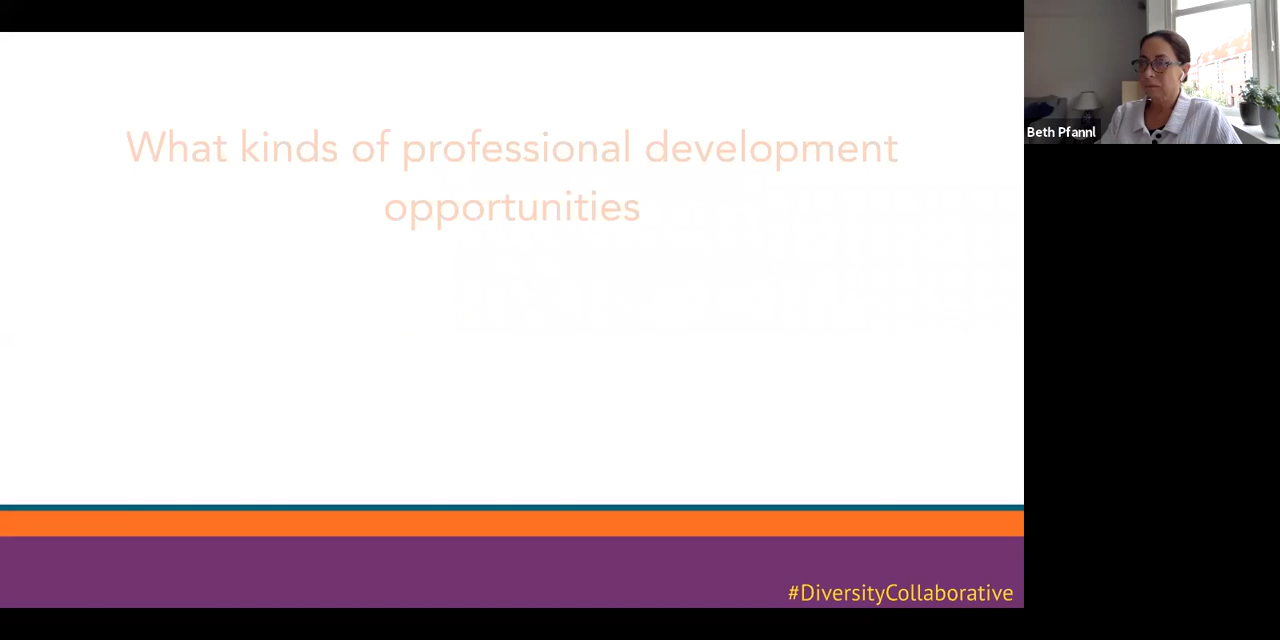 What kinds of professional development
opportunities
Beth Pfannl
#DiversityCollaborative